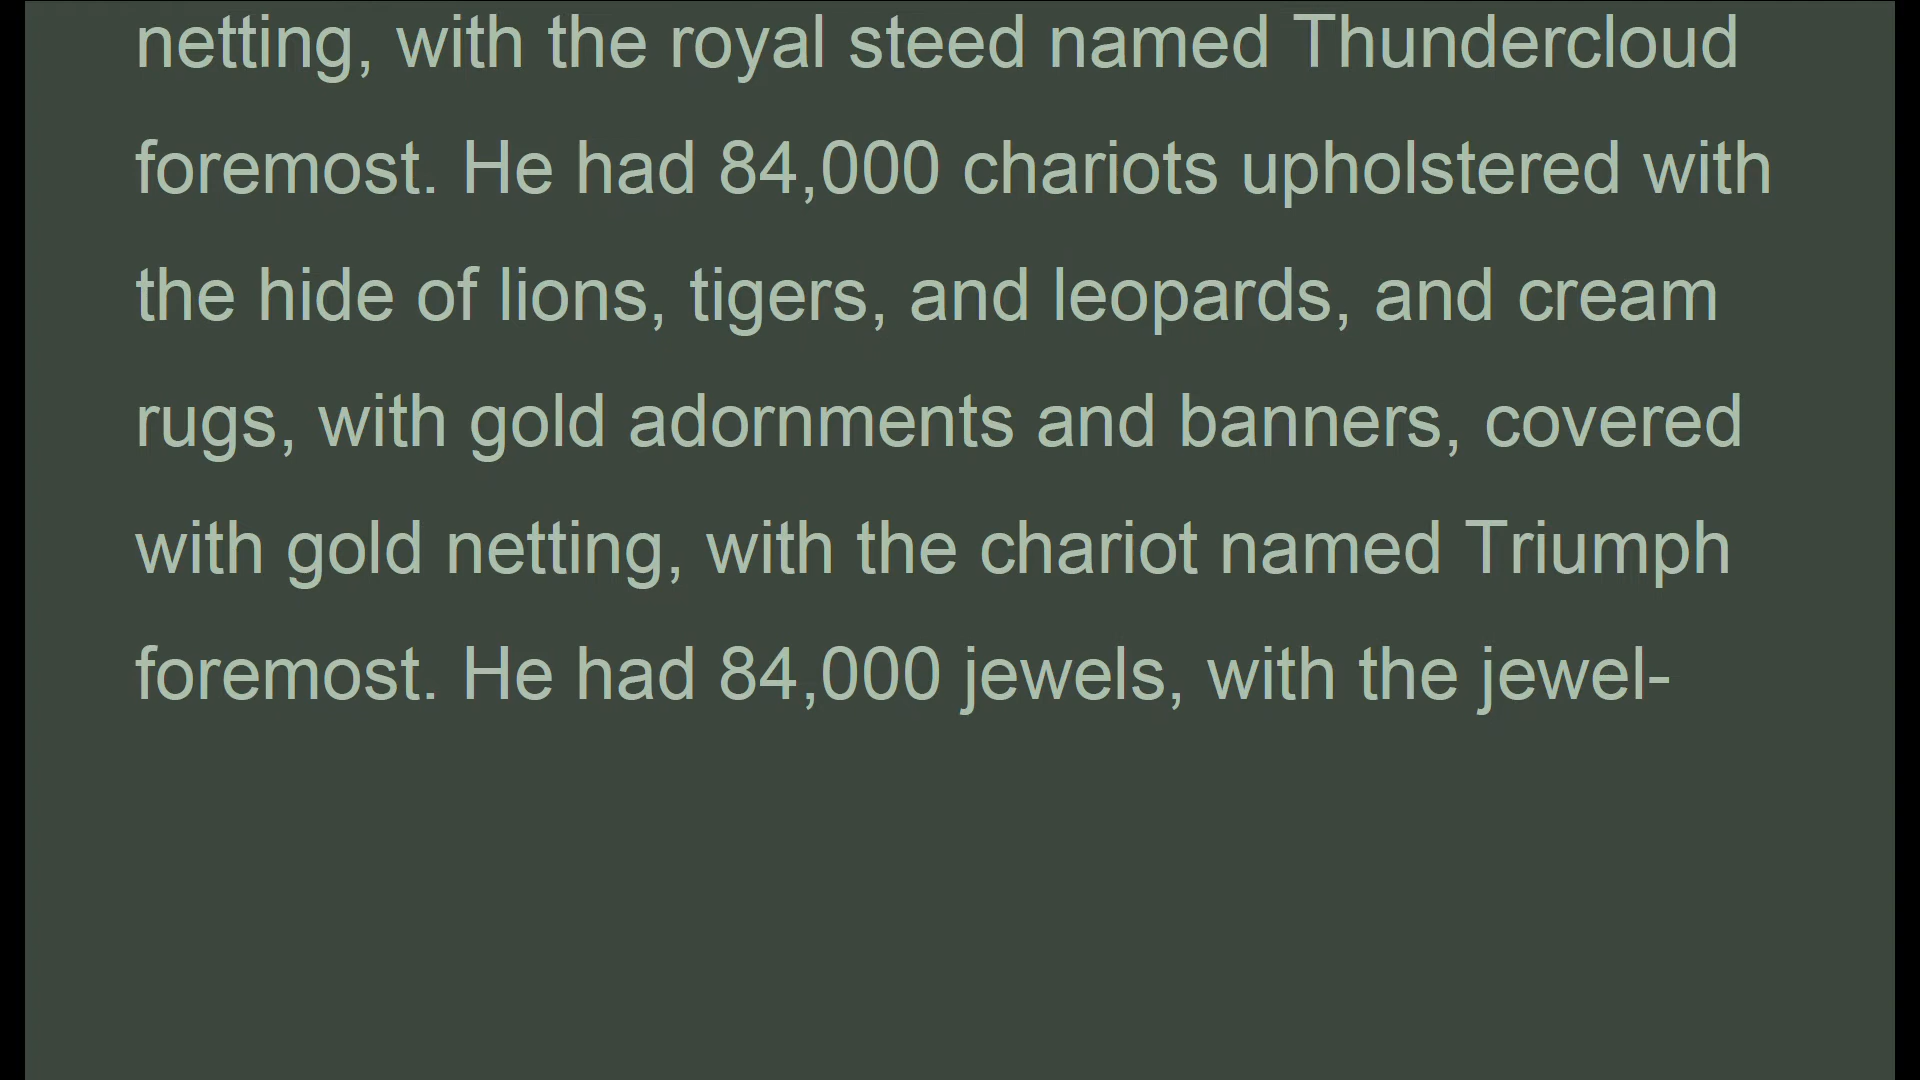 netting, with the royal steed named Thundercloud
foremost. He had 84,000 chariots upholstered with
the hide of lions, tigers, and leopards, and cream
rugs, with gold adornments and banners, covered
with gold netting, with the chariot named Triumph
foremost. He had 84,000 jewels, with the jewel-